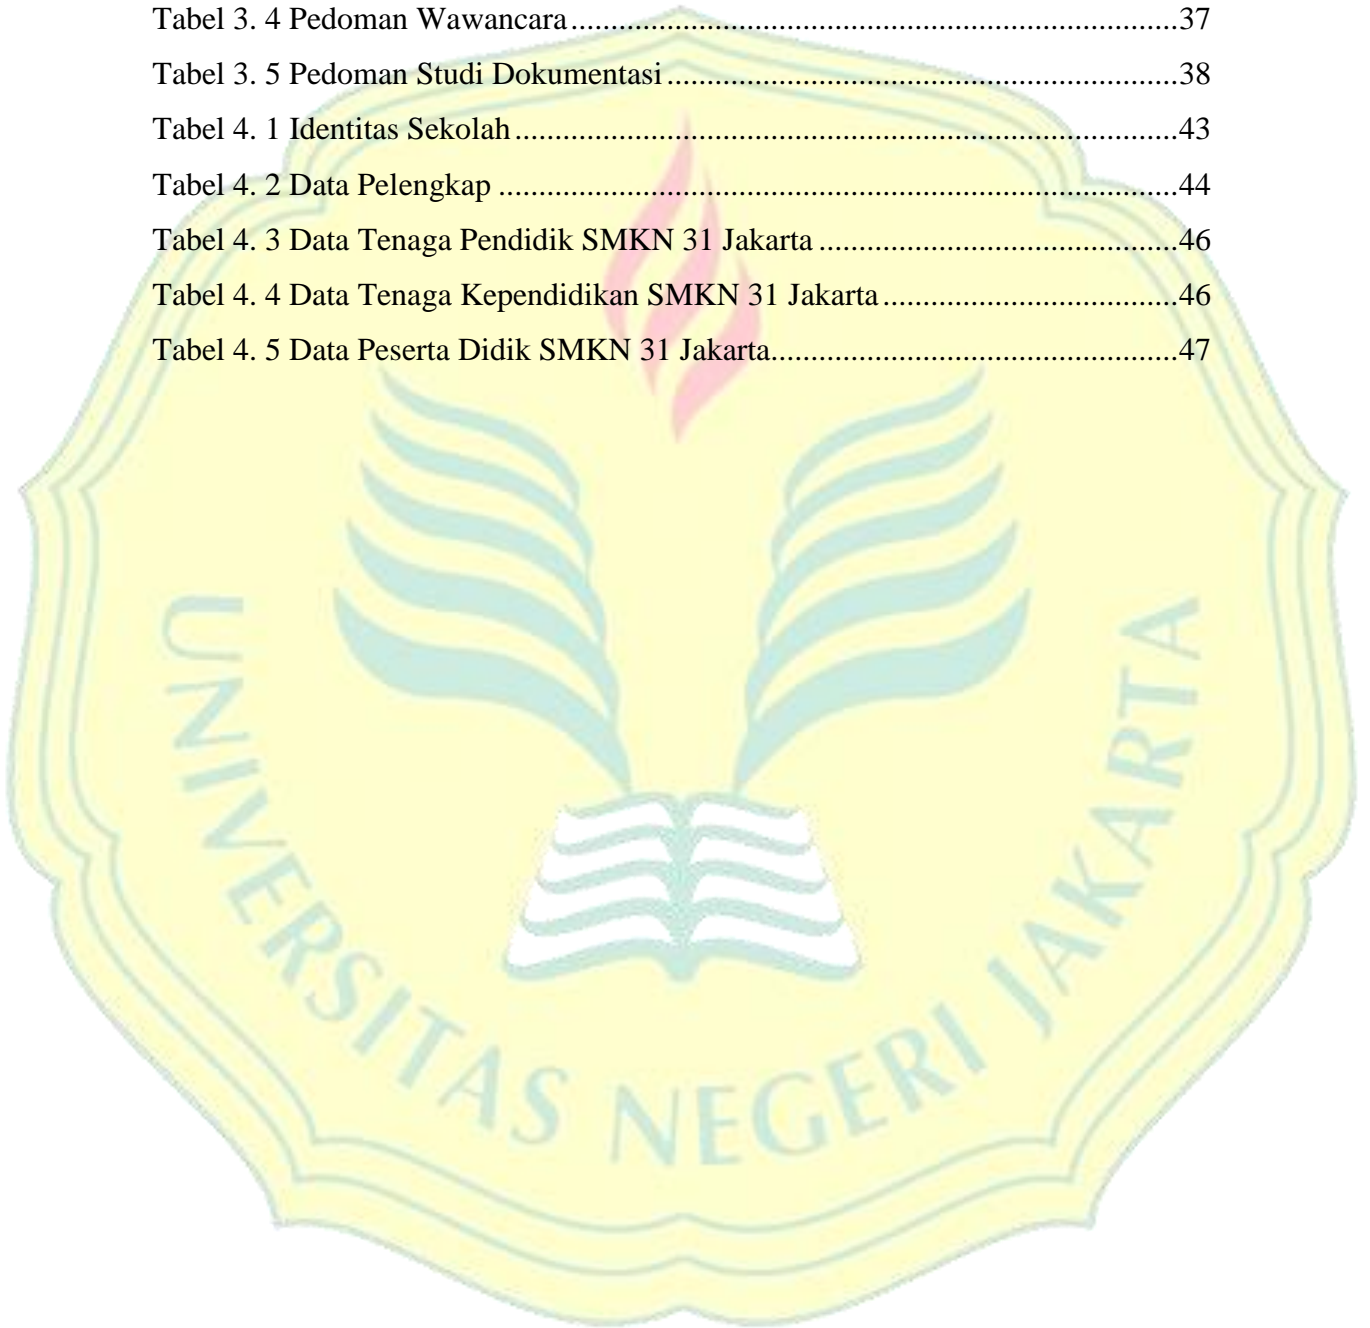 Tabel 3. 4 Pedoman Wawancara.......................................................................37
Tabel 3. 5 Pedoman Studi Dokumentasi..........................................................38
Tabel 4. 1 Identitas Sekolah..............................................................................43
Tabel 4. 2 Data Pelengkap ................................................................................44
Tabel 4. 3 Data Tenaga Pendidik SMKN 31 Jakarta ........................................46
Tabel 4. 4 Data Tenaga Kependidikan SMKN 31 Jakarta................................46
Tabel 4. 5 Data Peserta Didik SMKN 31 Jakarta..............................................47
UNIVERSITAS NEGERI JAKARTA